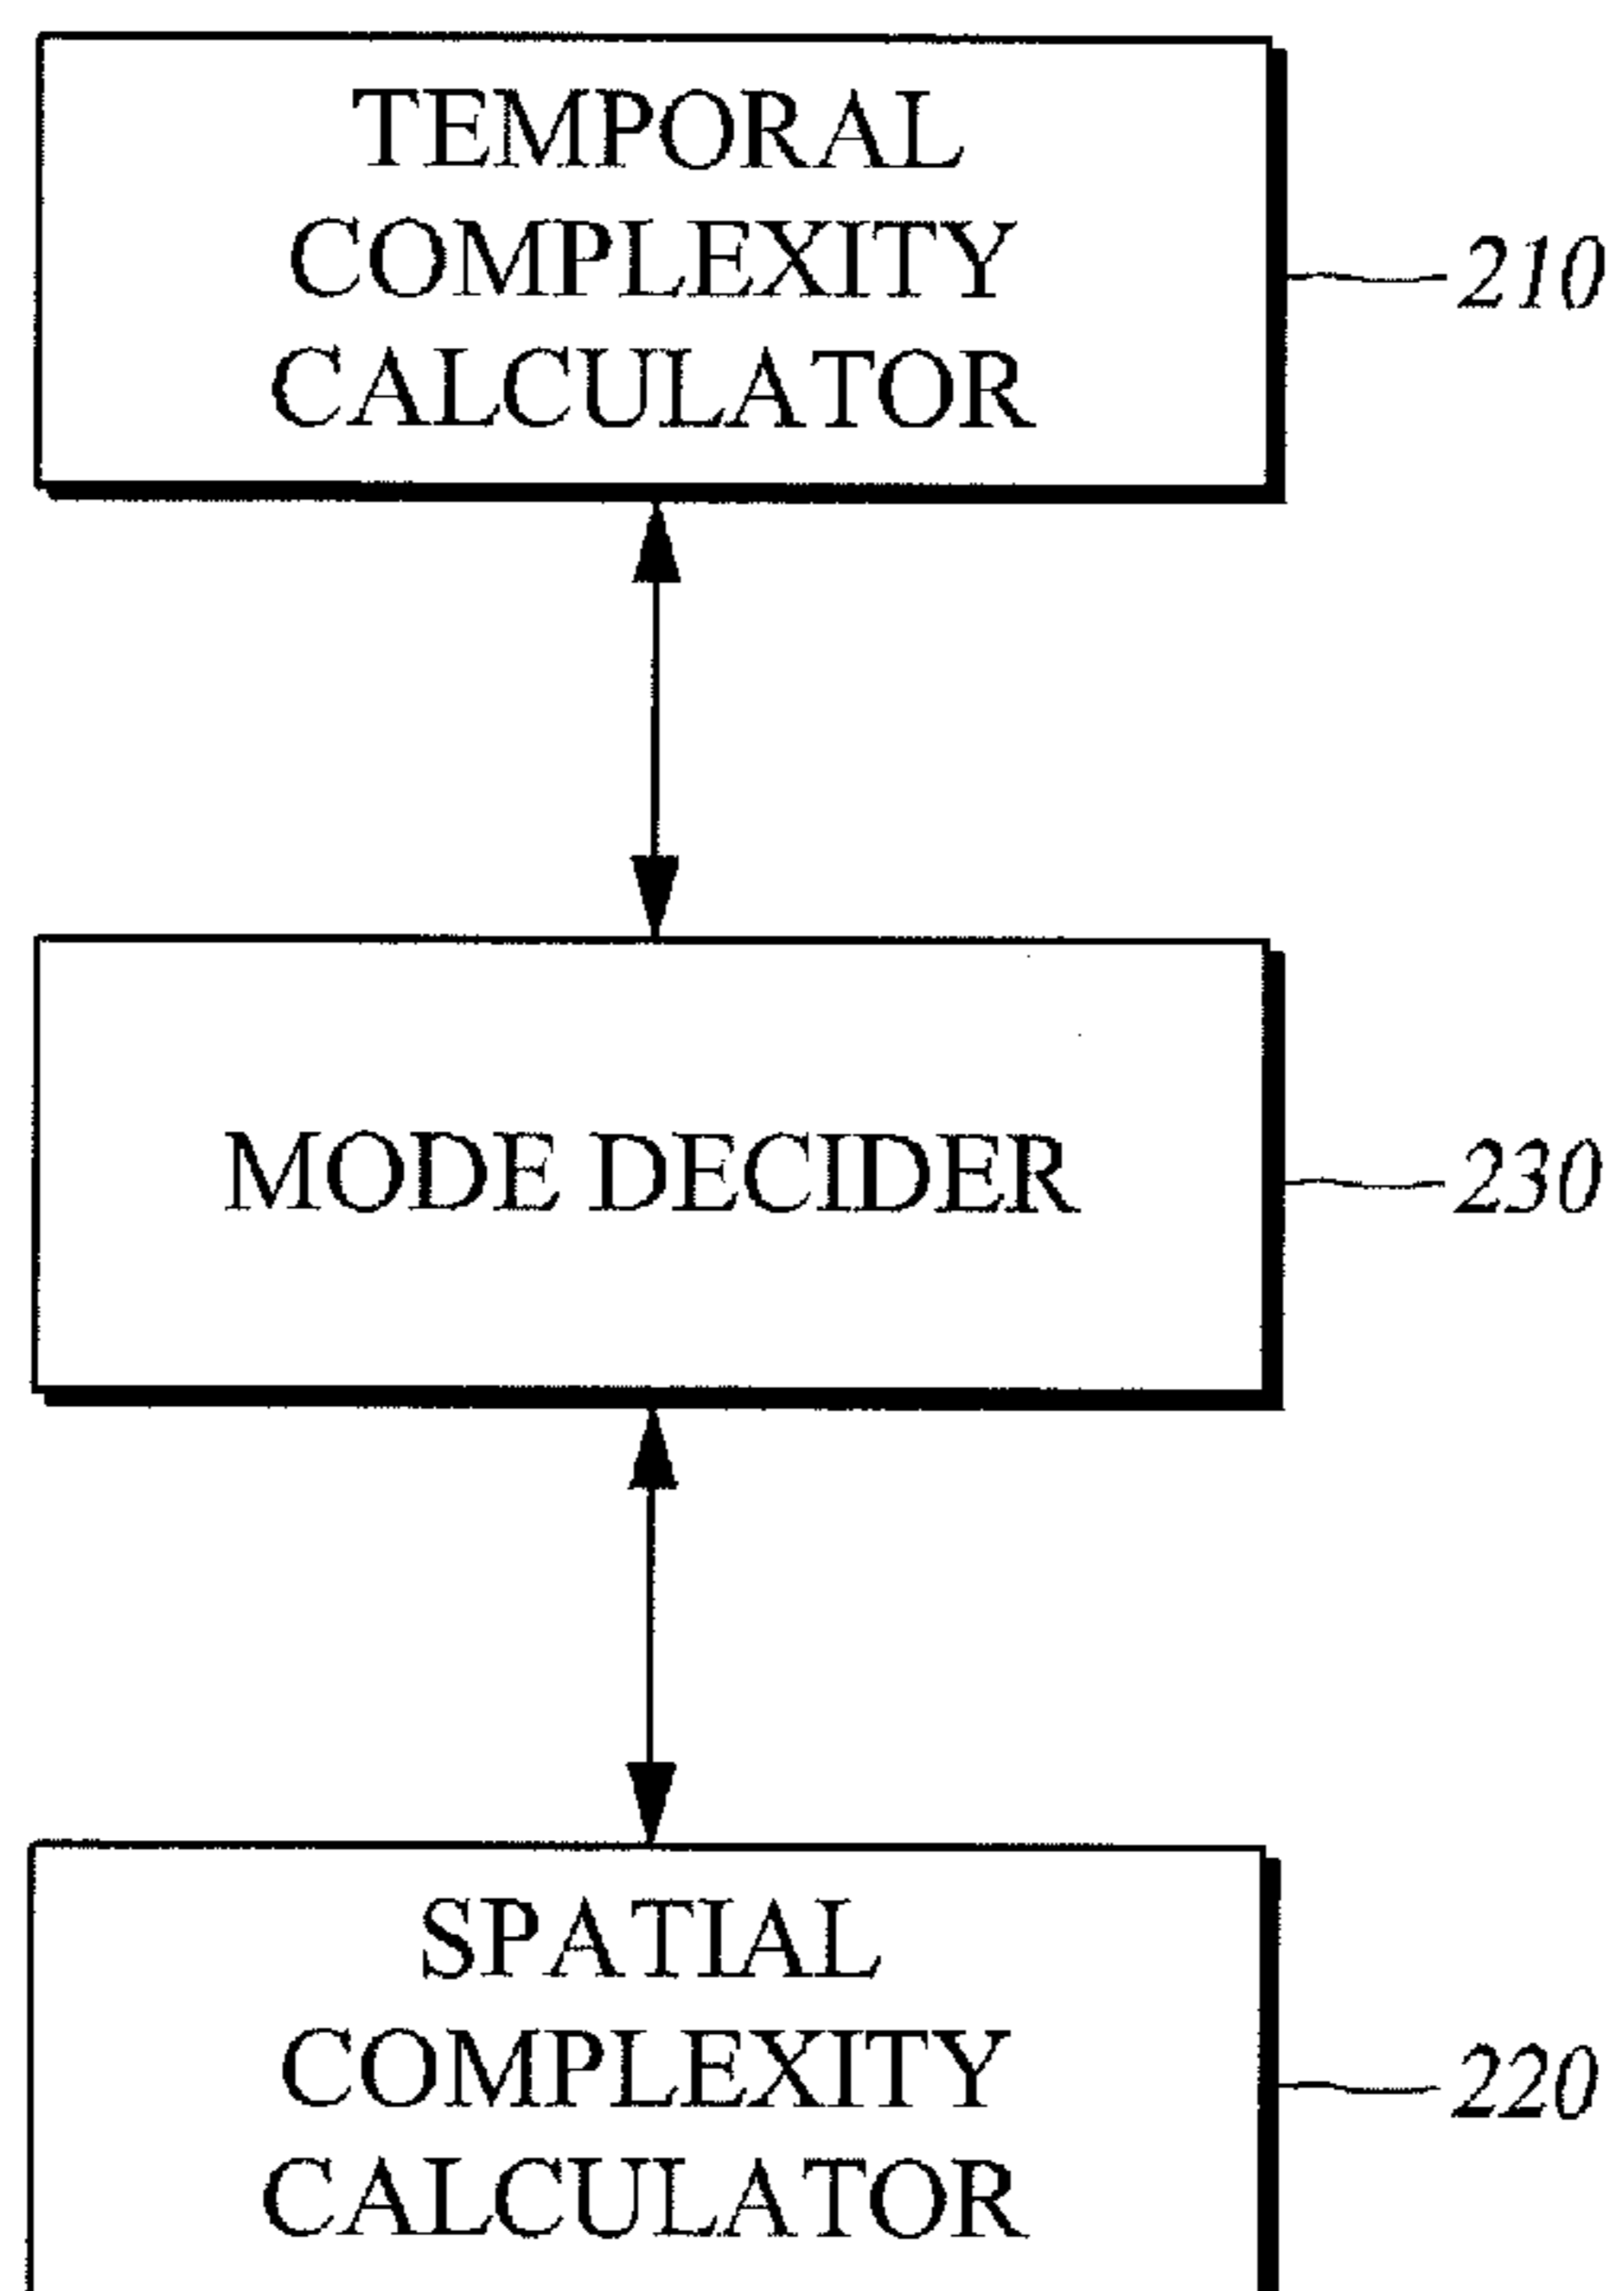 TEMPORAL
COMPLEXITY
CALCULATOR
210
MODE DECIDER
230
SPATIAL
COMPLEXITY
CALCULATOR
220